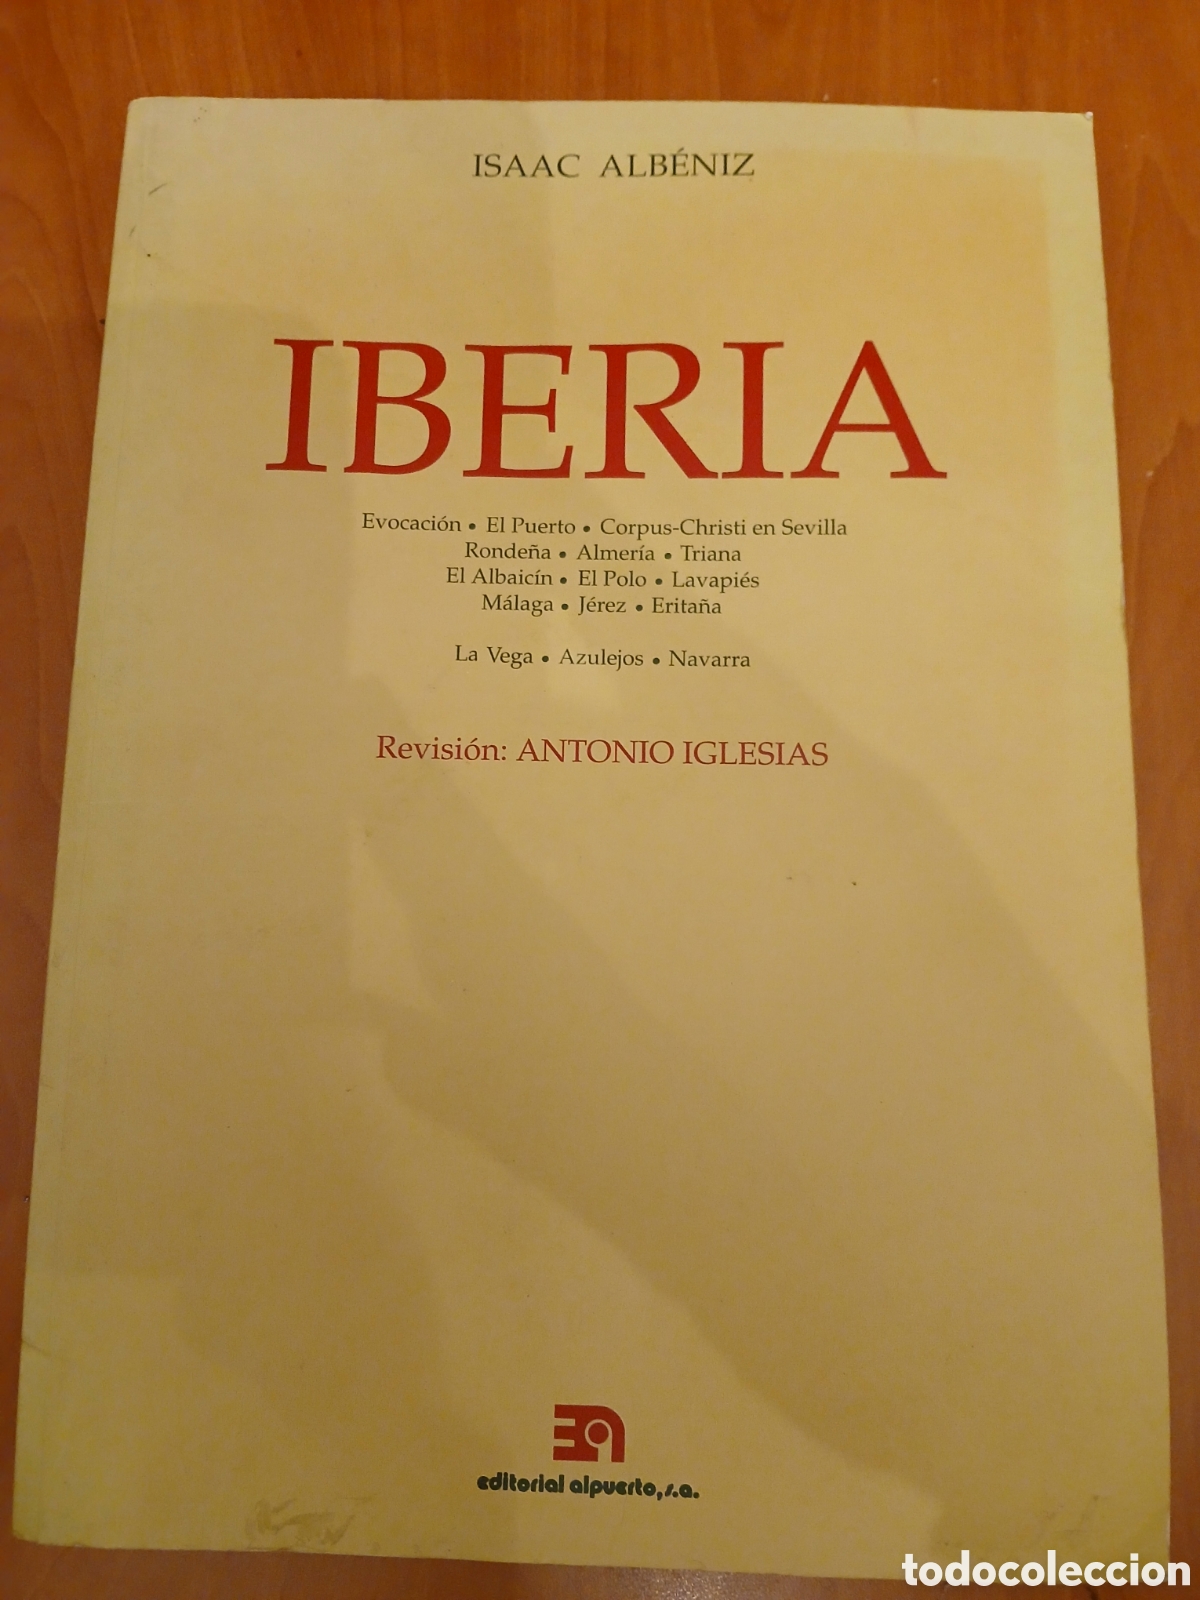 ISAAC ALBÉNIZ
IBERIA
Evocación • El Puerto • Corpus-Christi en Sevilla
Rondeña • Almería • Triana
El Albaicín • El Polo • Lavapiés
Málaga • Jérez • Eritaña
La Vega • Azulejos • Navarra
Revisión: ANTONIO IGLESIAS
editorial alpuerto, s.a.
todocoleccion